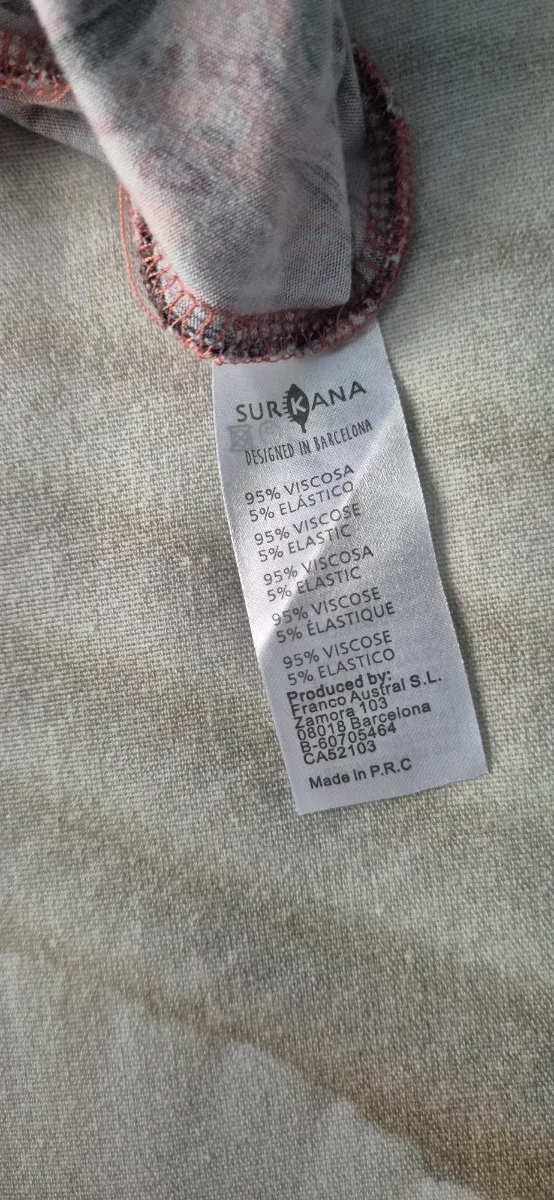 SURKANA
DESIGNED IN BARCELONA
95% VISCOSA
5% ELÁSTICO
95% VISCOSE
5% ELASTIC
95% VISCOSA
5% ELASTIC
95% VISCOSE
5% ÉLASTIQUE
95% VISCOSE
5% ELASTICO
Produced by:
Franco Austral S.L.
Zamora 103
08018 Barcelona
B-60705464
CA52103
Made in P.R.C